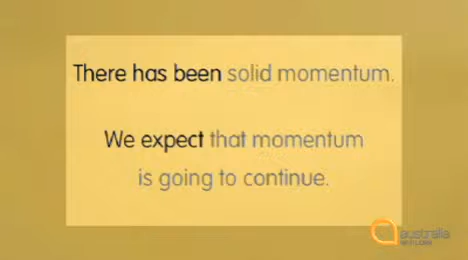 There has been solid momentum.
We expect that momentum
is going to continue.
australia